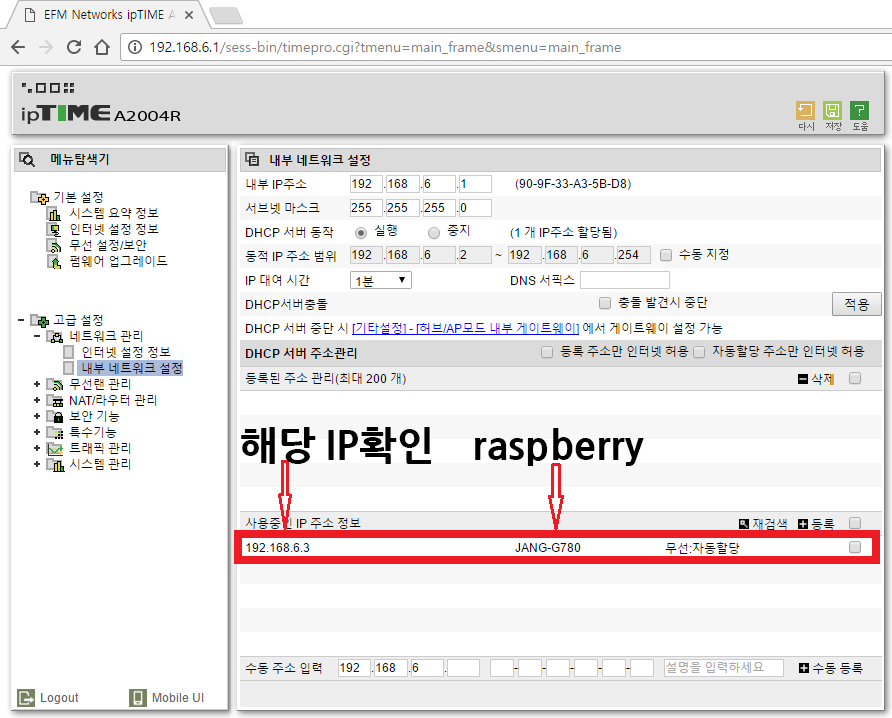 EFM Networks ipTIME A
192.168.6.1/sess-bin/timepro.cgi?tmenu=main_frame&smenu=main_frame
ipTIME A2004R
다시 저장 도움
메뉴탐색기
기본 설정
시스템 요약 정보
인터넷 설정 정보
무선 설정/보안
펌웨어 업그레이드
고급 설정
네트워크 관리
인터넷 설정 정보
내부 네트워크 설정
무선랜 관리
NAT/라우터 관리
보안 기능
특수기능
트래픽 관리
시스템 관리
Logout Mobile UI
내부 네트워크 설정
내부 IP주소 192 .168 .6 .1 (90-9F-33-A3-5B-D8)
서브넷 마스크 255 .255 .255 .0
DHCP 서버 동작 실행 중지 (1 개 IP주소 할당됨)
동적 IP 주소 범위 192 .168 .6 .2 ~ 192 .168 .6 .254 수동 지정
IP 대여 시간 1분 DNS 서픽스
DHCP서버충돌 충돌 발견시 중단 적용
DHCP 서버 중단 시 [기타설정] - [허브/AP모드 내부 게이트웨이] 에서 게이트웨이 설정 가능
DHCP 서버 주소관리 등록 주소만 인터넷 허용 자동할당 주소만 인터넷 허용
등록된 주소 관리(최대 200 개) 삭제
해당 IP확인 raspberry
사용중인 IP 주소 정보 재검색 등록
192.168.6.3 JANG-G780 무선:자동할당
수동 주소 입력 192 .168 .6 . - - - - - 설명을 입력하세요 수동 등록